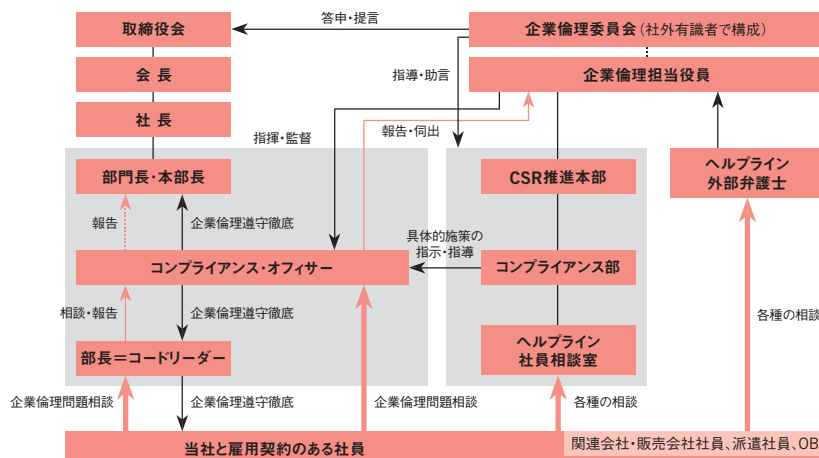 取締役会
答申・提言
企業倫理委員会（社外有識者で構成）
会 長
指導・助言
企業倫理担当役員
社 長
指揮・監督
報告・伺出
部門長・本部長
CSR推進本部
ヘルプライン
外部弁護士
報告
企業倫理遵守徹底
具体的施策の
指示・指導
コンプライアンス・オフィサー
コンプライアンス部
相談・報告
企業倫理遵守徹底
各種の相談
部長＝コードリーダー
ヘルプライン
社員相談室
企業倫理問題相談
企業倫理遵守徹底
企業倫理問題相談
各種の相談
当社と雇用契約のある社員
関連会社・販売会社社員、派遣社員、OB